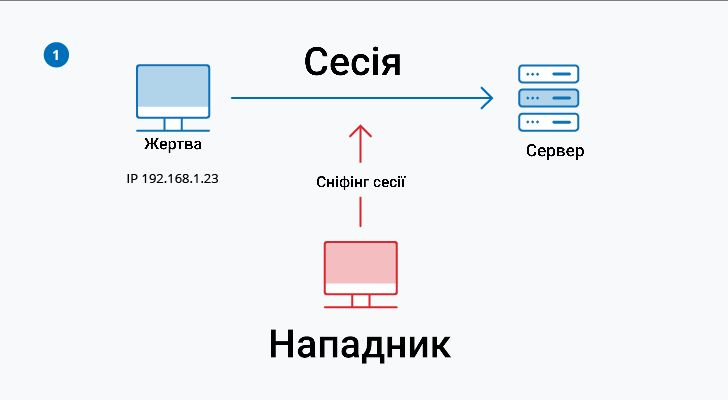 1
Сесія
Жертва
Сервер
IP 192.168.1.23
Сніфінг сесії
Нападник